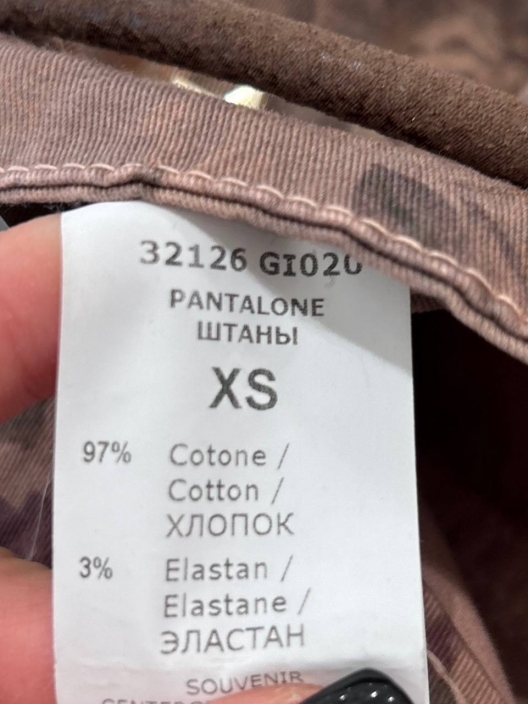 32126 GI020
PANTALONE
ШТАНЫ
XS
97% Cotone /
Cotton /
ХЛОПОК
3% Elastan /
Elastane /
ЭЛАСТАН
SOUVENIR